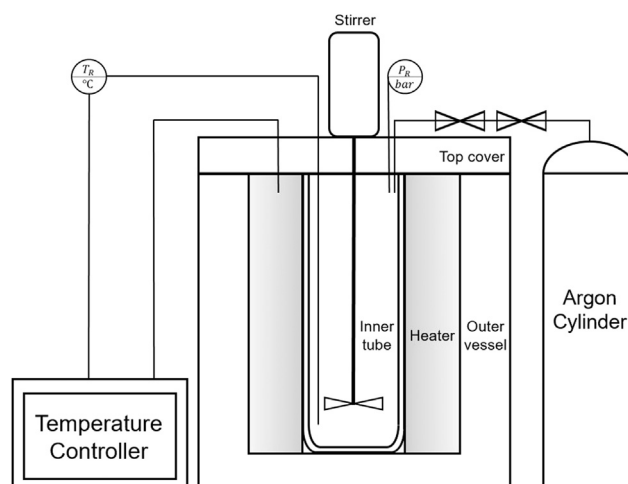 Stirrer
T_R
°C
P_R
bar
Top cover
Inner
tube
Heater
Outer
vessel
Argon
Cylinder
Temperature
Controller